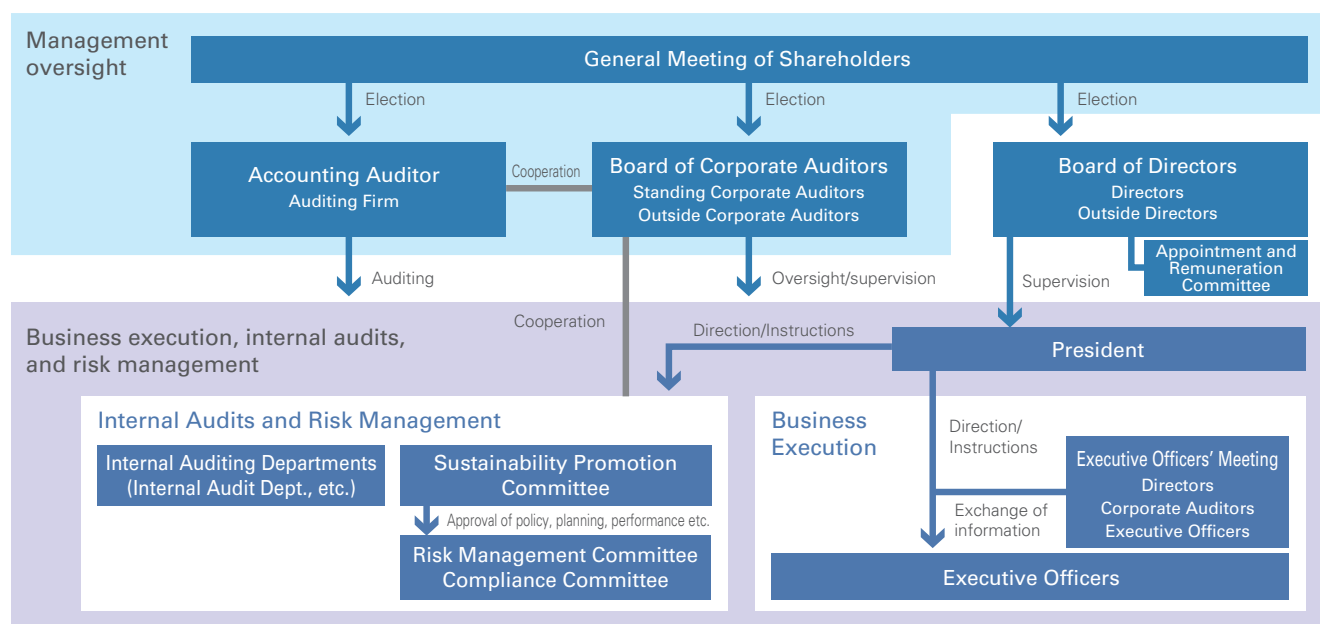 Management
oversight
General Meeting of Shareholders
Election
Election
Election
Accounting Auditor
Auditing Firm
Cooperation
Board of Corporate Auditors
Standing Corporate Auditors
Outside Corporate Auditors
Board of Directors
Directors
Outside Directors
Appointment and
Remuneration
Committee
Auditing
Oversight/supervision
Supervision
Cooperation
Business execution, internal audits,
and risk management
Direction/Instructions
President
Internal Audits and Risk Management
Internal Auditing Departments
(Internal Audit Dept., etc.)
Sustainability Promotion
Committee
Approval of policy, planning, performance etc.
Risk Management Committee
Compliance Committee
Business
Execution
Direction/
Instructions
Executive Officers' Meeting
Directors
Corporate Auditors
Executive Officers
Exchange of
information
Executive Officers